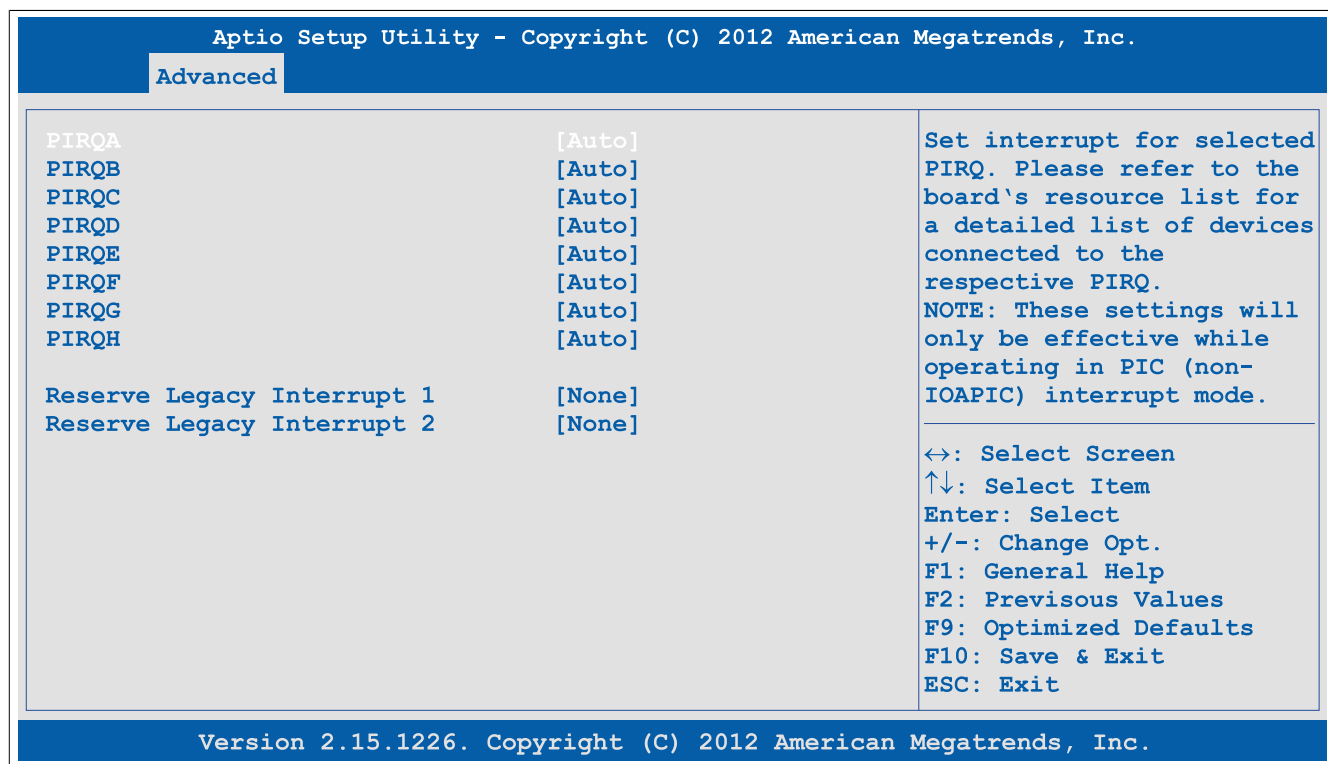 Aptio Setup Utility - Copyright (C) 2012 American Megatrends, Inc.
Advanced
PIRQA [Auto]
PIRQB [Auto]
PIRQC [Auto]
PIRQD [Auto]
PIRQE [Auto]
PIRQF [Auto]
PIRQG [Auto]
PIRQH [Auto]
Reserve Legacy Interrupt 1 [None]
Reserve Legacy Interrupt 2 [None]
Set interrupt for selected
PIRQ. Please refer to the
board‘s resource list for
a detailed list of devices
connected to the
respective PIRQ.
NOTE: These settings will
only be effective while
operating in PIC (non-
IOAPIC) interrupt mode.
↔: Select Screen
↑↓: Select Item
Enter: Select
+/-: Change Opt.
F1: General Help
F2: Previsous Values
F9: Optimized Defaults
F10: Save & Exit
ESC: Exit
Version 2.15.1226. Copyright (C) 2012 American Megatrends, Inc.